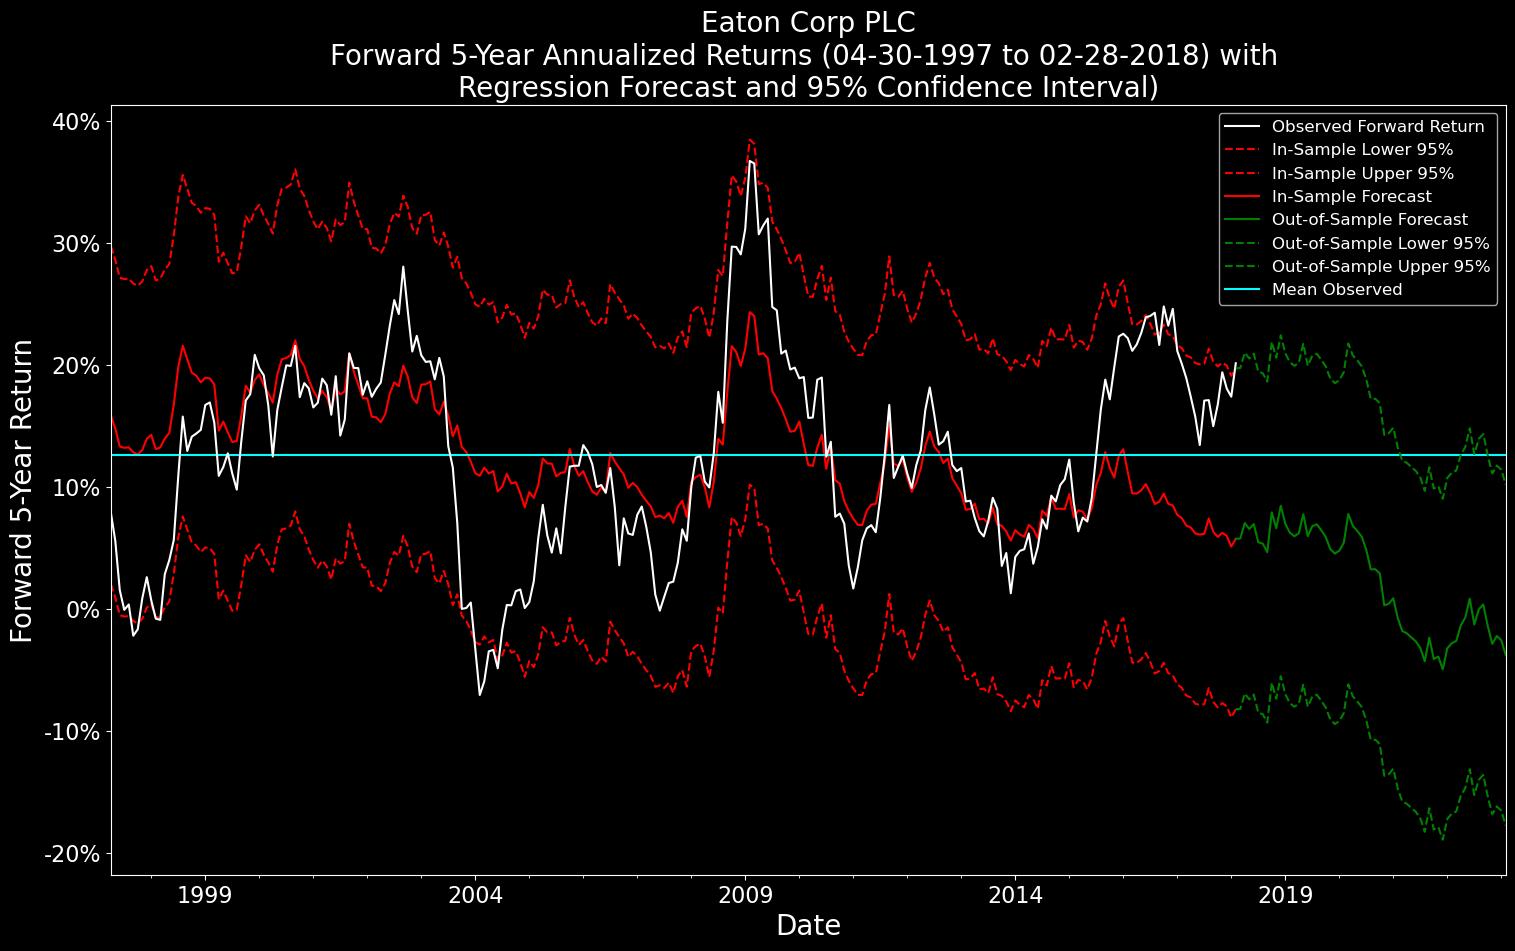 Eaton Corp PLC
Forward 5-Year Annualized Returns (04-30-1997 to 02-28-2018) with
Regression Forecast and 95% Confidence Interval)
Forward 5-Year Return
40%
30%
20%
10%
0%
-10%
-20%
Observed Forward Return
In-Sample Lower 95%
In-Sample Upper 95%
In-Sample Forecast
Out-of-Sample Forecast
Out-of-Sample Lower 95%
Out-of-Sample Upper 95%
Mean Observed
1999
2004
2009
2014
2019
Date